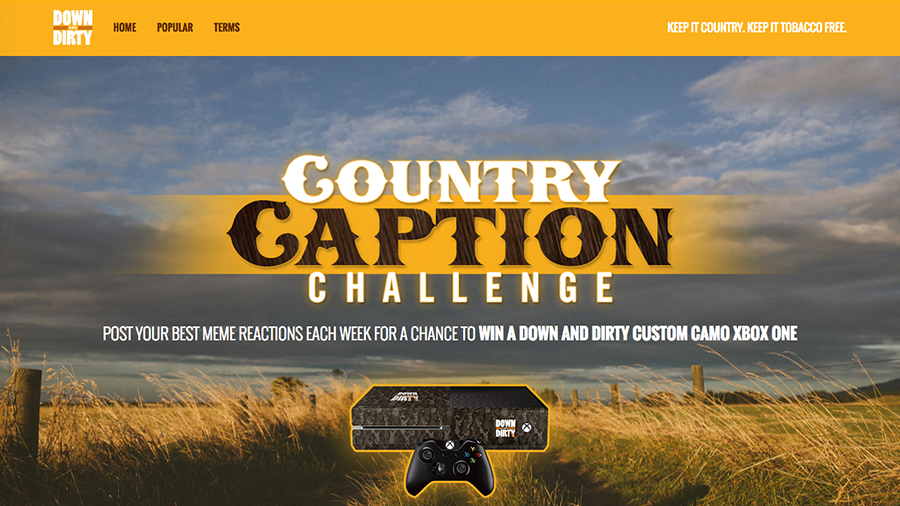 DOWN
AND
DIRTY
HOME
POPULAR
TERMS
KEEP IT COUNTRY. KEEP IT TOBACCO FREE.
COUNTRY
CAPTION
CHALLENGE
POST YOUR BEST MEME REACTIONS EACH WEEK FOR A CHANCE TO WIN A DOWN AND DIRTY CUSTOM CAMO XBOX ONE
DOWN
DIRTY
DOWN
DIRTY